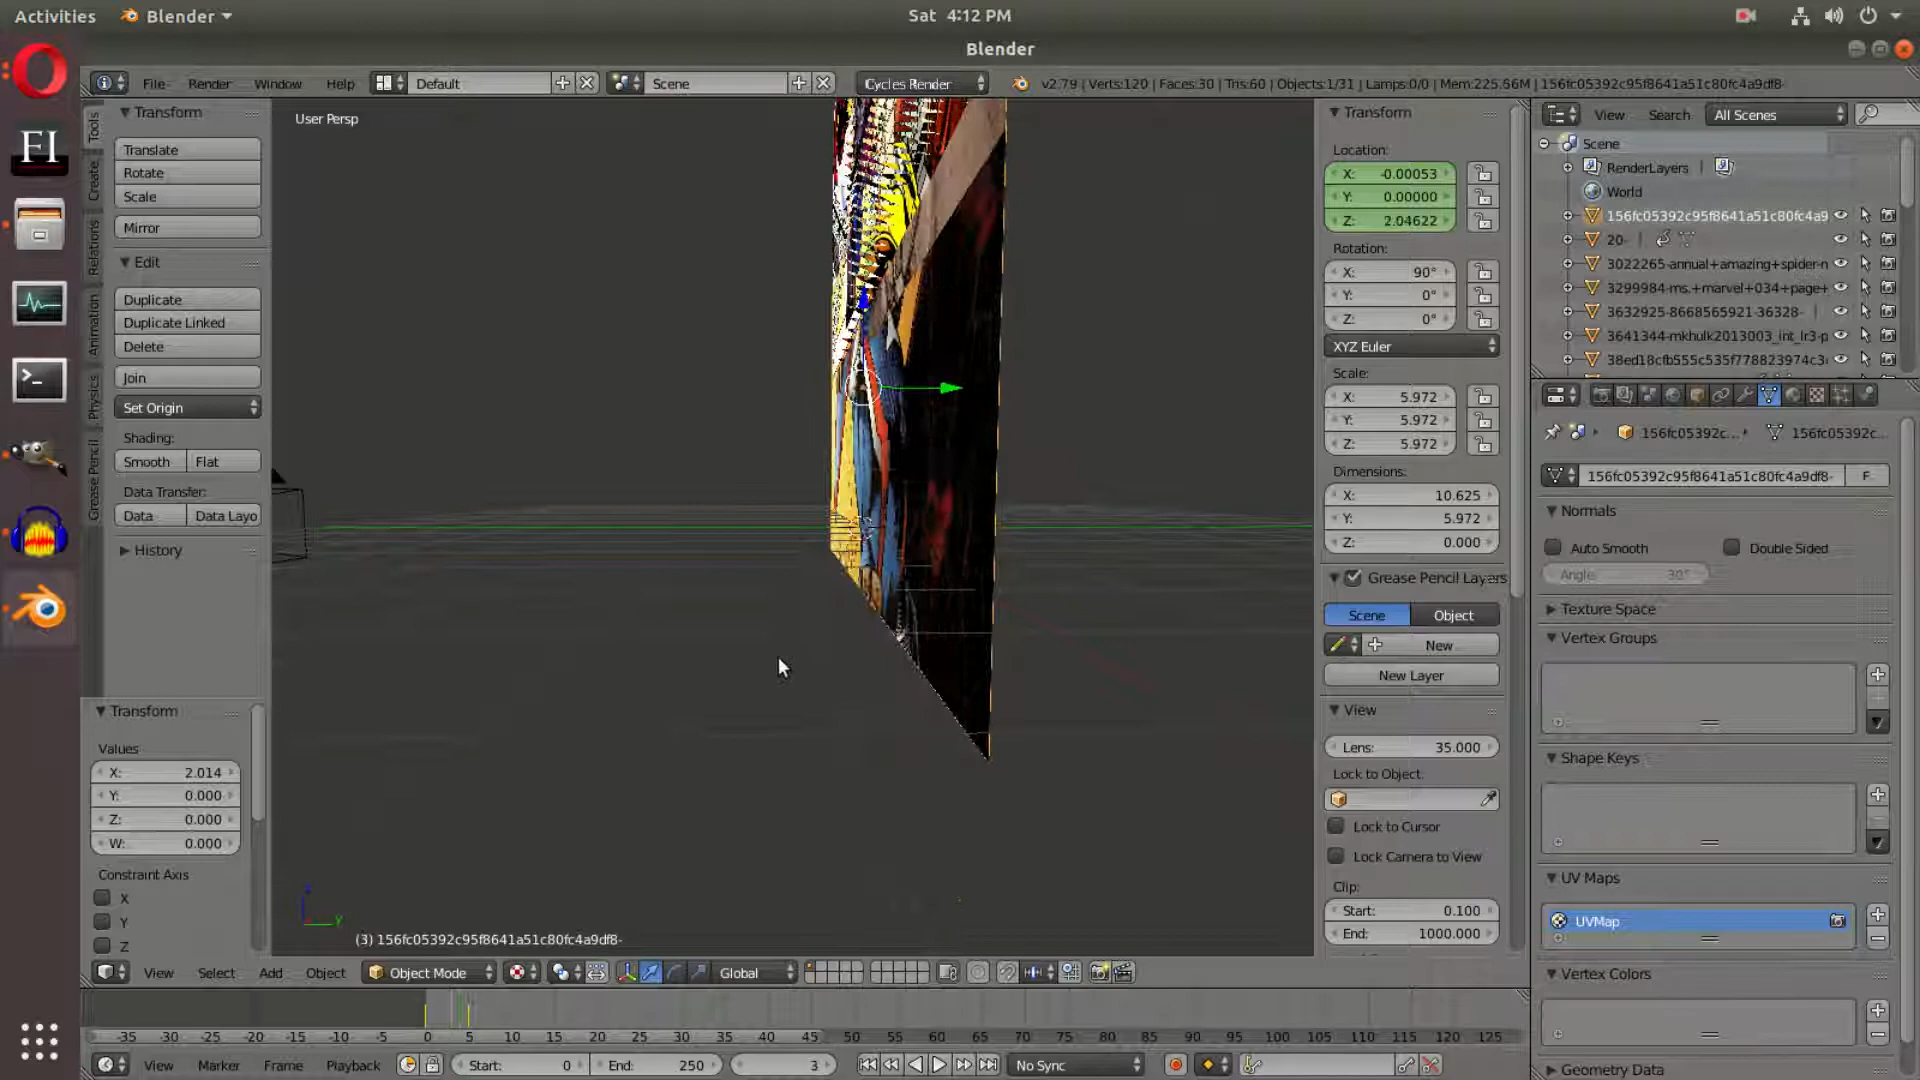 Activities
Blender
Sat 4:12 PM
Blender
File
Render
Window
Help
Default
Scene
Cycles Render
v2.79 | Verts:120 | Faces:30 | Tris:60 | Objects:1/31 | Lamps:0/0 | Mem:225.66M | 156fc05392c95f8641a51c80fc4a9df8-
Tools
Create
Relations
Animation
Physics
Grease Pencil
Transform
Translate
Rotate
Scale
Mirror
Edit
Duplicate
Duplicate Linked
Delete
Join
Set Origin
Shading:
Smooth
Flat
Data Transfer:
Data
Data Layo
History
Transform
Values
X: 2.014
Y: 0.000
Z: 0.000
W: 0.000
Constraint Axis
X
Y
Z
User Persp
(3) 156fc05392c95f8641a51c80fc4a9df8-
Transform
Location:
X: -0.00053
Y: 0.00000
Z: 2.04622
Rotation:
X: 90°
Y: 0°
Z: 0°
XYZ Euler
Scale:
X: 5.972
Y: 5.972
Z: 5.972
Dimensions:
X: 10.625
Y: 5.972
Z: 0.000
Grease Pencil Layers
Scene
Object
New
New Layer
View
Lens: 35.000
Lock to Object:
Lock to Cursor
Lock Camera to View
Clip:
Start: 0.100
End: 1000.000
View
Search
All Scenes
Scene
RenderLayers
World
156fc05392c95f8641a51c80fc4a9
20-
3022265-annual+amazing+spider-n
3299984-ms.+marvel+034+page+
3632925-8668565921-36328-
3641344-mkhulk2013003_int_lr3-p
38ed18cfb555c535f778823974c3
156fc05392c...
156fc05392c...
156fc05392c95f8641a51c80fc4a9df8-
F
Normals
Auto Smooth
Double Sided
Angle: 30°
Texture Space
Vertex Groups
Shape Keys
UV Maps
UVMap
Vertex Colors
Geometry Data
View
Select
Add
Object
Object Mode
Global
-35 -30 -25 -20 -15 -10 -5 0 5 10 15 20 25 30 35 40 45 50 55 60 65 70 75 80 85 90 95 100 105 110 115 120 125
View
Marker
Frame
Playback
Start: 0
End: 250
3
No Sync